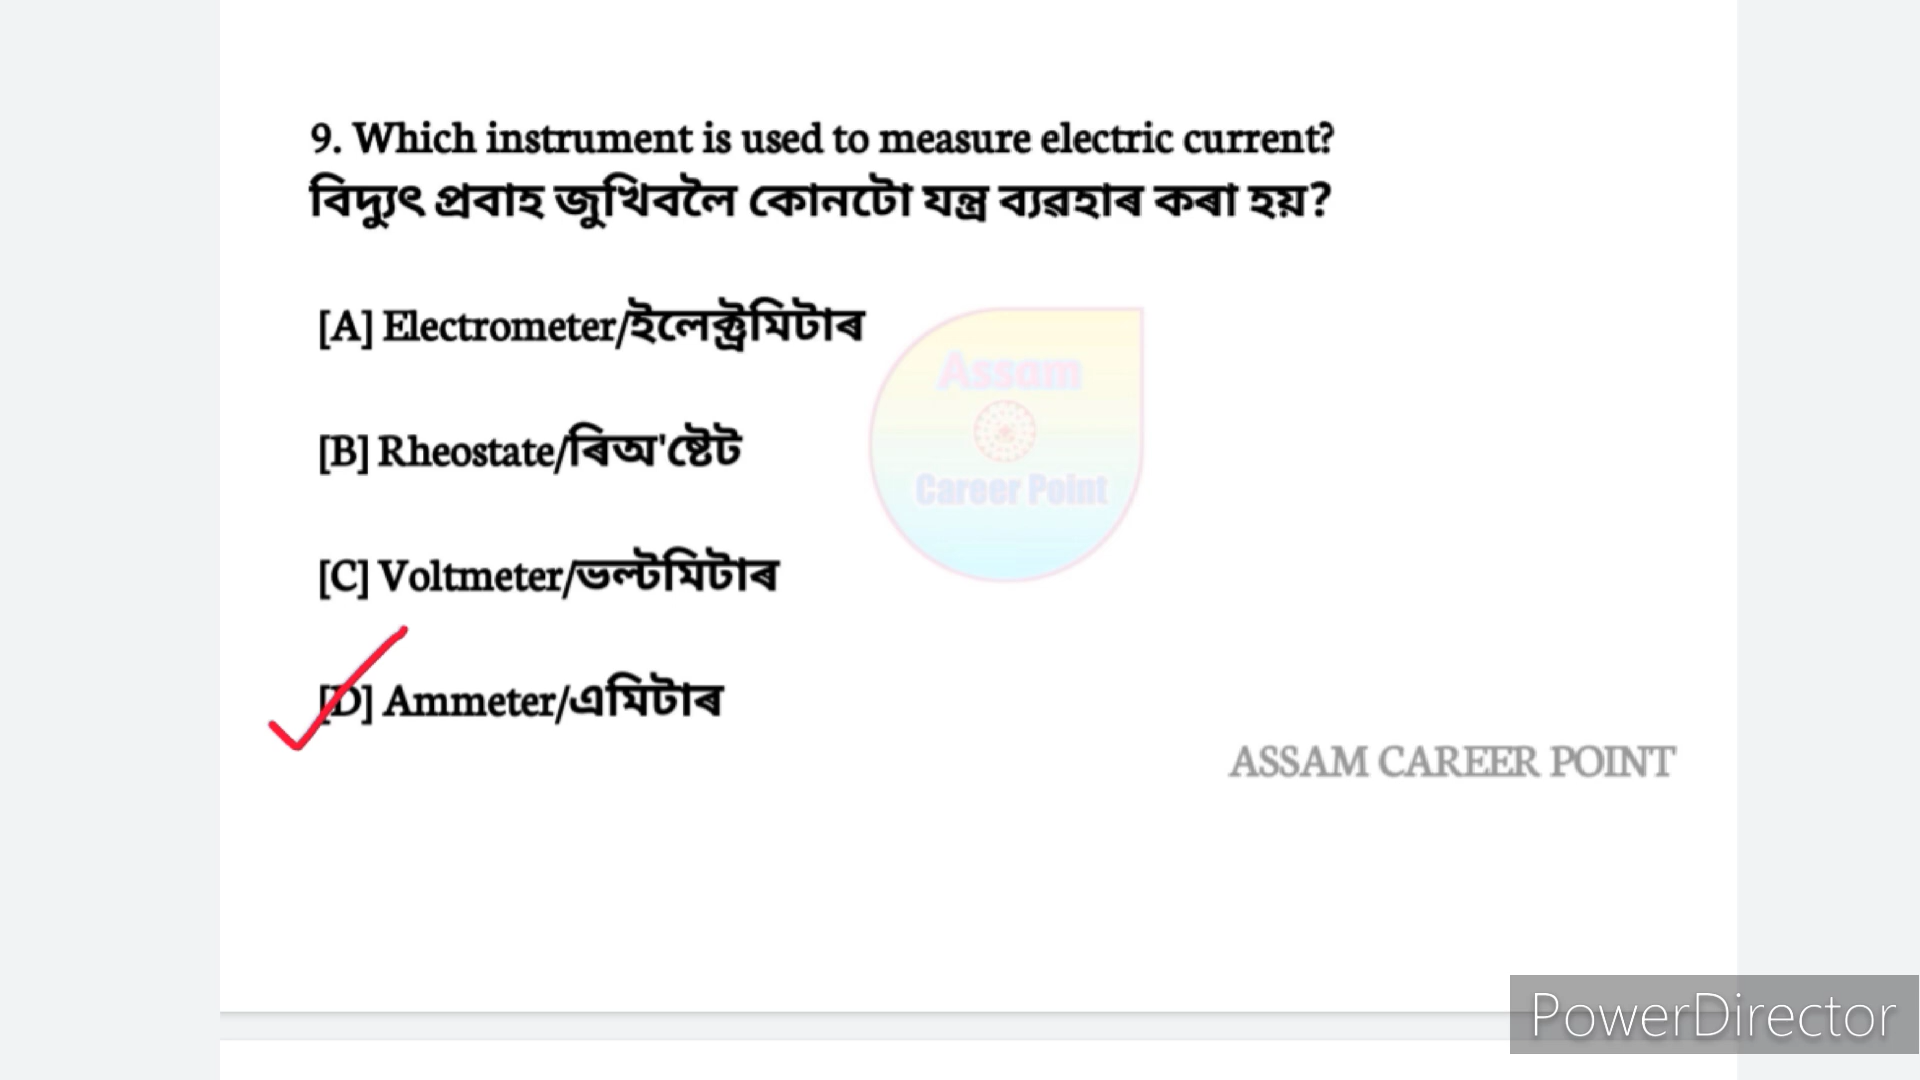 9. Which instrument is used to measure electric current?
বিদ্যুৎ প্ৰবাহ জুখিবলৈ কোনটো যন্ত্ৰ ব্যৱহাৰ কৰা হয়?
[A] Electrometer/ইলেক্ট্ৰমিটাৰ
Assam
[B] Rheostate/ৰিঅ'ষ্টেট
Career Point
[C] Voltmeter/ভল্টমিটাৰ
[D] Ammeter/এমিটাৰ
ASSAM CAREER POINT
PowerDirector